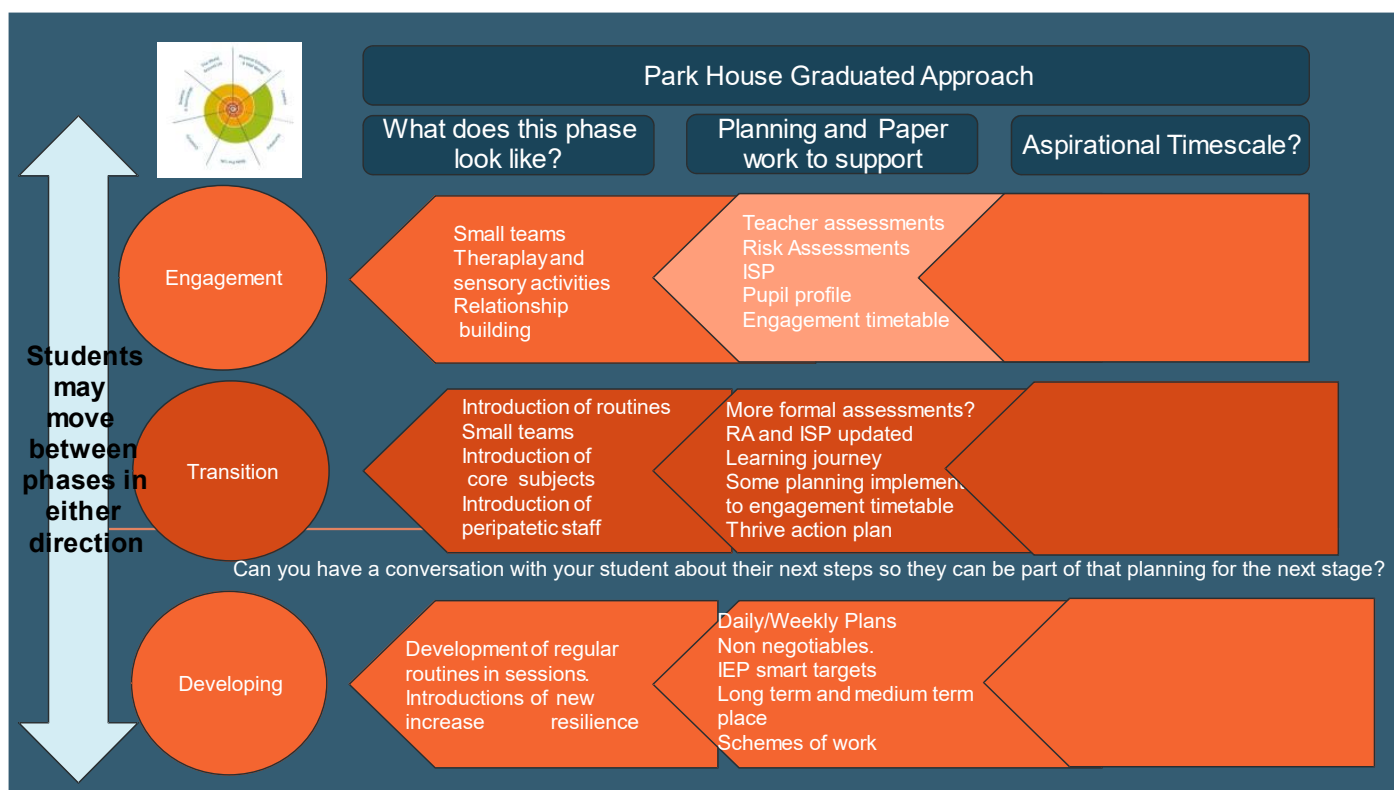 Park House Graduated Approach
What does this phase
look like?
Planning and Paper
work to support
Aspirational Timescale?
Students
may
move
between
phases in
either
direction
Engagement
Small teams
Theraplay and
sensory activities
Relationship
building
Teacher assessments
Risk Assessments
ISP
Pupil profile
Engagement timetable
Transition
Introduction of routines
Small teams
Introduction of
core subjects
Introduction of
peripatetic staff
More formal assessments?
RA and ISP updated
Learning journey
Some planning implement
to engagement timetable
Thrive action plan
Can you have a conversation with your student about their next steps so they can be part of that planning for the next stage?
Developing
Development of regular
routines in sessions.
Introductions of new
increase resilience
Daily/Weekly Plans
Non negotiables.
IEP smart targets
Long term and medium term
place
Schemes of work